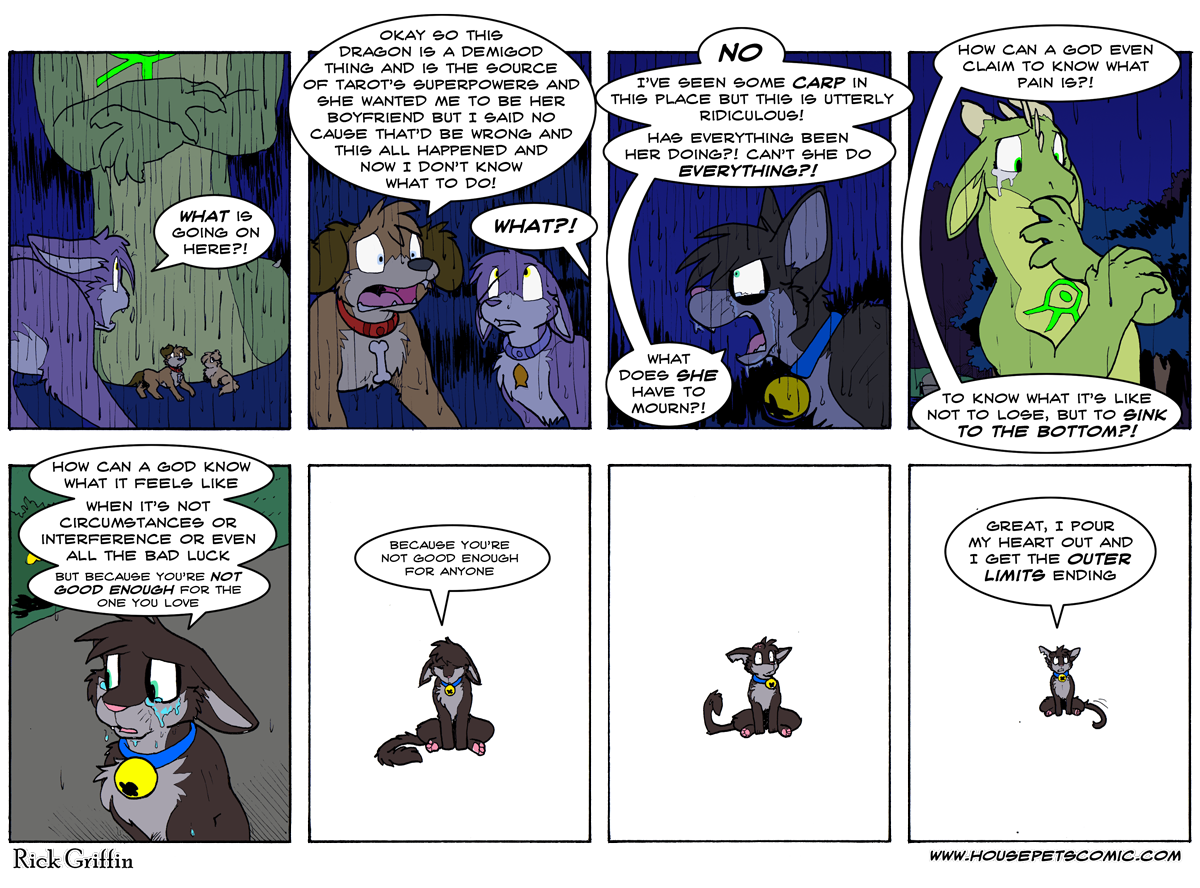 WHAT IS
GOING ON
HERE?!
OKAY SO THIS
DRAGON IS A DEMIGOD
THING AND IS THE SOURCE
OF TAROT'S SUPERPOWERS AND
SHE WANTED ME TO BE HER
BOYFRIEND BUT I SAID NO
CAUSE THAT'D BE WRONG AND
THIS ALL HAPPENED AND
NOW I DON'T KNOW
WHAT TO DO!
WHAT?!
NO
I'VE SEEN SOME CARP IN
THIS PLACE BUT THIS IS UTTERLY
RIDICULOUS!
HAS EVERYTHING BEEN
HER DOING?! CAN'T SHE DO
EVERYTHING?!
WHAT
DOES SHE
HAVE TO
MOURN?!
HOW CAN A GOD EVEN
CLAIM TO KNOW WHAT
PAIN IS?!
TO KNOW WHAT IT'S LIKE
NOT TO LOSE, BUT TO SINK
TO THE BOTTOM?!
HOW CAN A GOD KNOW
WHAT IT FEELS LIKE
WHEN IT'S NOT
CIRCUMSTANCES OR
INTERFERENCE OR EVEN
ALL THE BAD LUCK
BUT BECAUSE YOU'RE NOT
GOOD ENOUGH FOR THE
ONE YOU LOVE
BECAUSE YOU'RE
NOT GOOD ENOUGH
FOR ANYONE
GREAT, I POUR
MY HEART OUT AND
I GET THE OUTER
LIMITS ENDING
Rick Griffin
WWW.HOUSEPETSCOMIC.COM